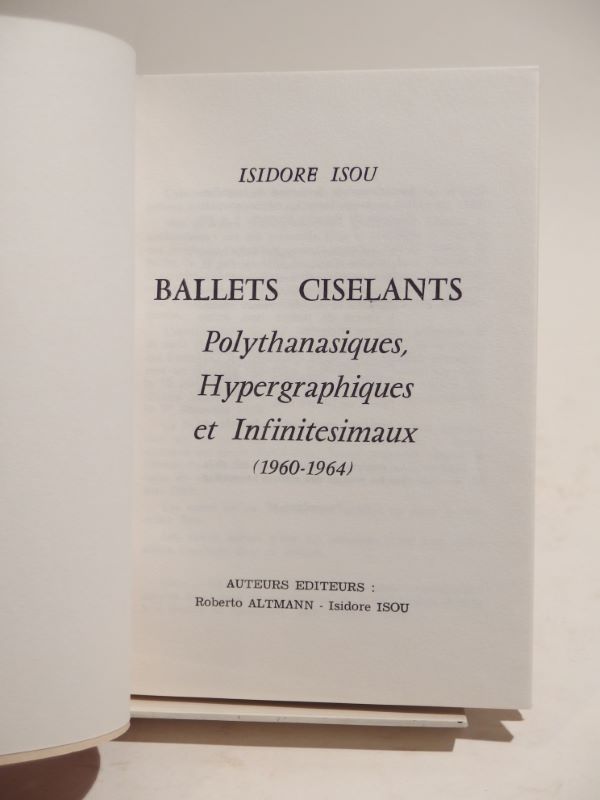 ISIDORE ISOU
BALLETS CISELANTS
Polythanasiques,
Hypergraphiques
et Infinitesimaux
(1960-1964)
AUTEURS EDITEURS :
Roberto ALTMANN - Isidore ISOU